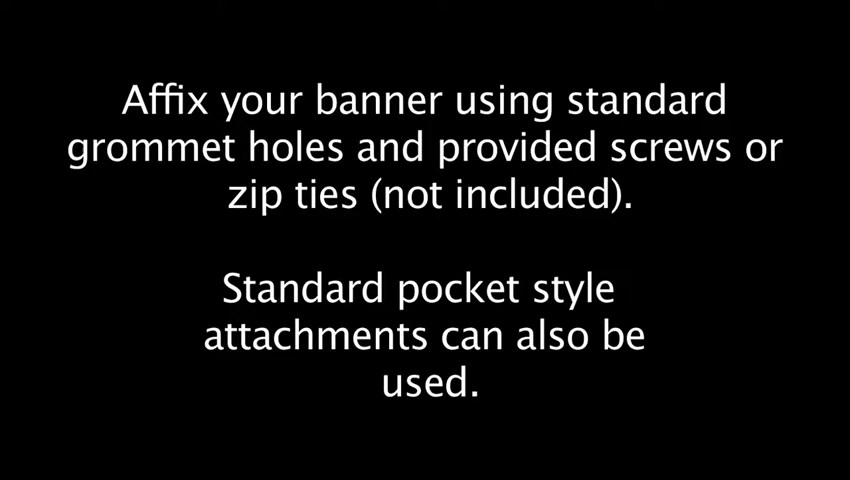 Affix your banner using standard
grommet holes and provided screws or
zip ties (not included).
Standard pocket style
attachments can also be
used.